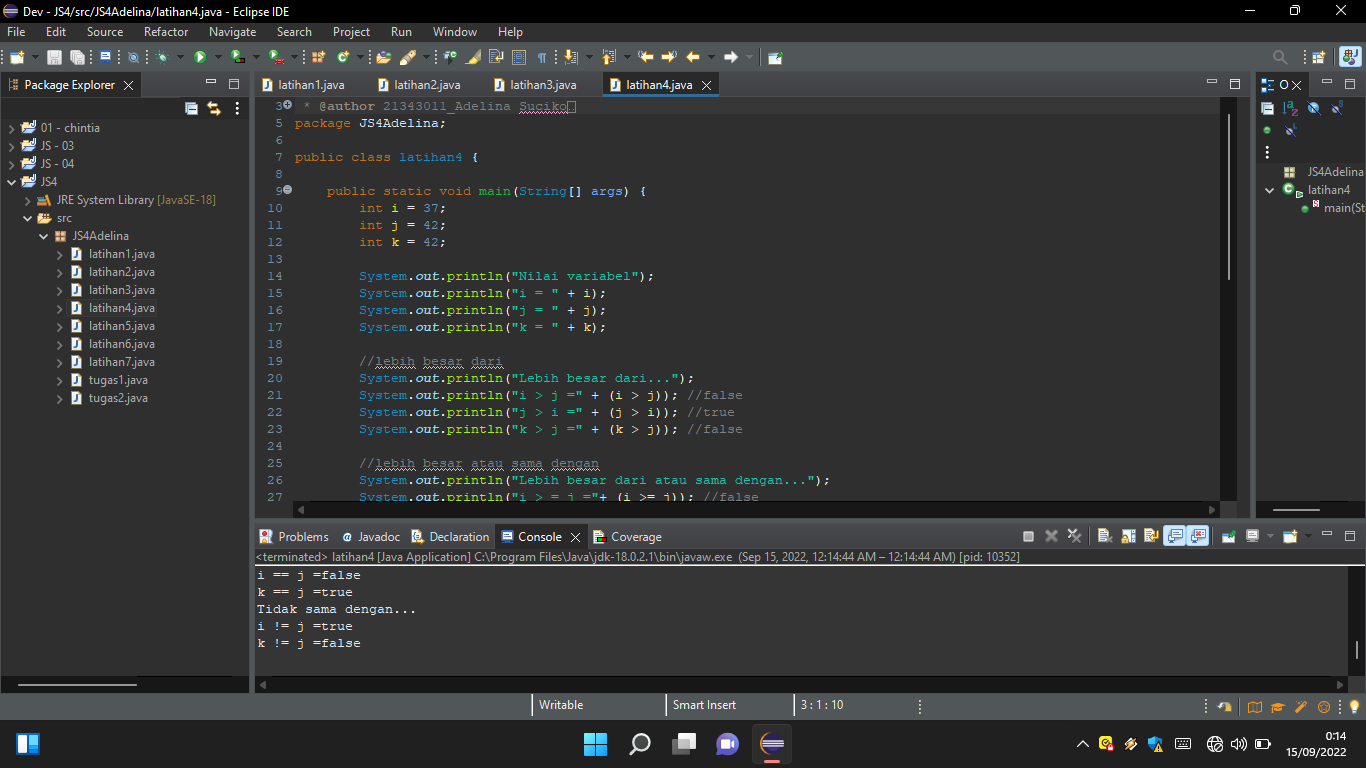 Dev - JS4/src/JS4Adelina/latihan4.java - Eclipse IDE
File Edit Source Refactor Navigate Search Project Run Window Help
Package Explorer
latihan1.java latihan2.java latihan3.java latihan4.java
O
01 - chintia
JS - 03
JS - 04
JS4
JRE System Library [JavaSE-18]
src
JS4Adelina
latihan1.java
latihan2.java
latihan3.java
latihan4.java
latihan5.java
latihan6.java
latihan7.java
tugas1.java
tugas2.java
3 * @author 21343011_Adelina Suciko
5 package JS4Adelina;
6
7 public class latihan4 {
8
9 public static void main(String[] args) {
10 int i = 37;
11 int j = 42;
12 int k = 42;
13
14 System.out.println("Nilai variabel");
15 System.out.println("i = " + i);
16 System.out.println("j = " + j);
17 System.out.println("k = " + k);
18
19 //lebih besar dari
20 System.out.println("Lebih besar dari...");
21 System.out.println("i > j =" + (i > j)); //false
22 System.out.println("j > i =" + (j > i)); //true
23 System.out.println("k > j =" + (k > j)); //false
24
25 //lebih besar atau sama dengan
26 System.out.println("Lebih besar dari atau sama dengan...");
27 System.out.println("i > = j ="+ (i >= j)); //false
JS4Adelina
latihan4
main(St
Problems @ Javadoc Declaration Console Coverage
<terminated> latihan4 [Java Application] C:\Program Files\Java\jdk-18.0.2.1\bin\javaw.exe (Sep 15, 2022, 12:14:44 AM – 12:14:44 AM) [pid: 10352]
i == j =false
k == j =true
Tidak sama dengan...
i != j =true
k != j =false
Writable Smart Insert 3 : 1 : 10
0:14
15/09/2022